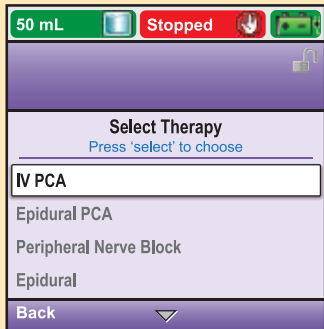 50 mL
Stopped
Select Therapy
Press 'select' to choose
IV PCA
Epidural PCA
Peripheral Nerve Block
Epidural
Back